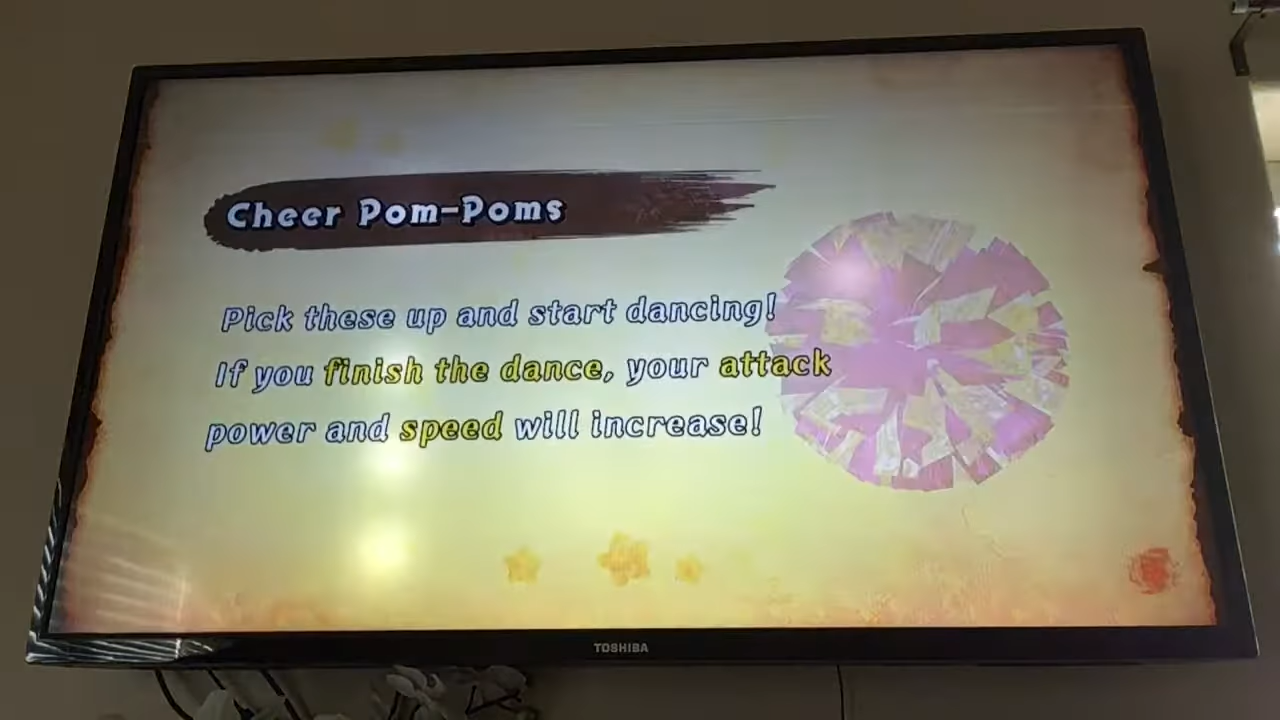 Cheer Pom-Poms
Pick these up and start dancing!
If you finish the dance, your attack
power and speed will increase!
TOSHIBA